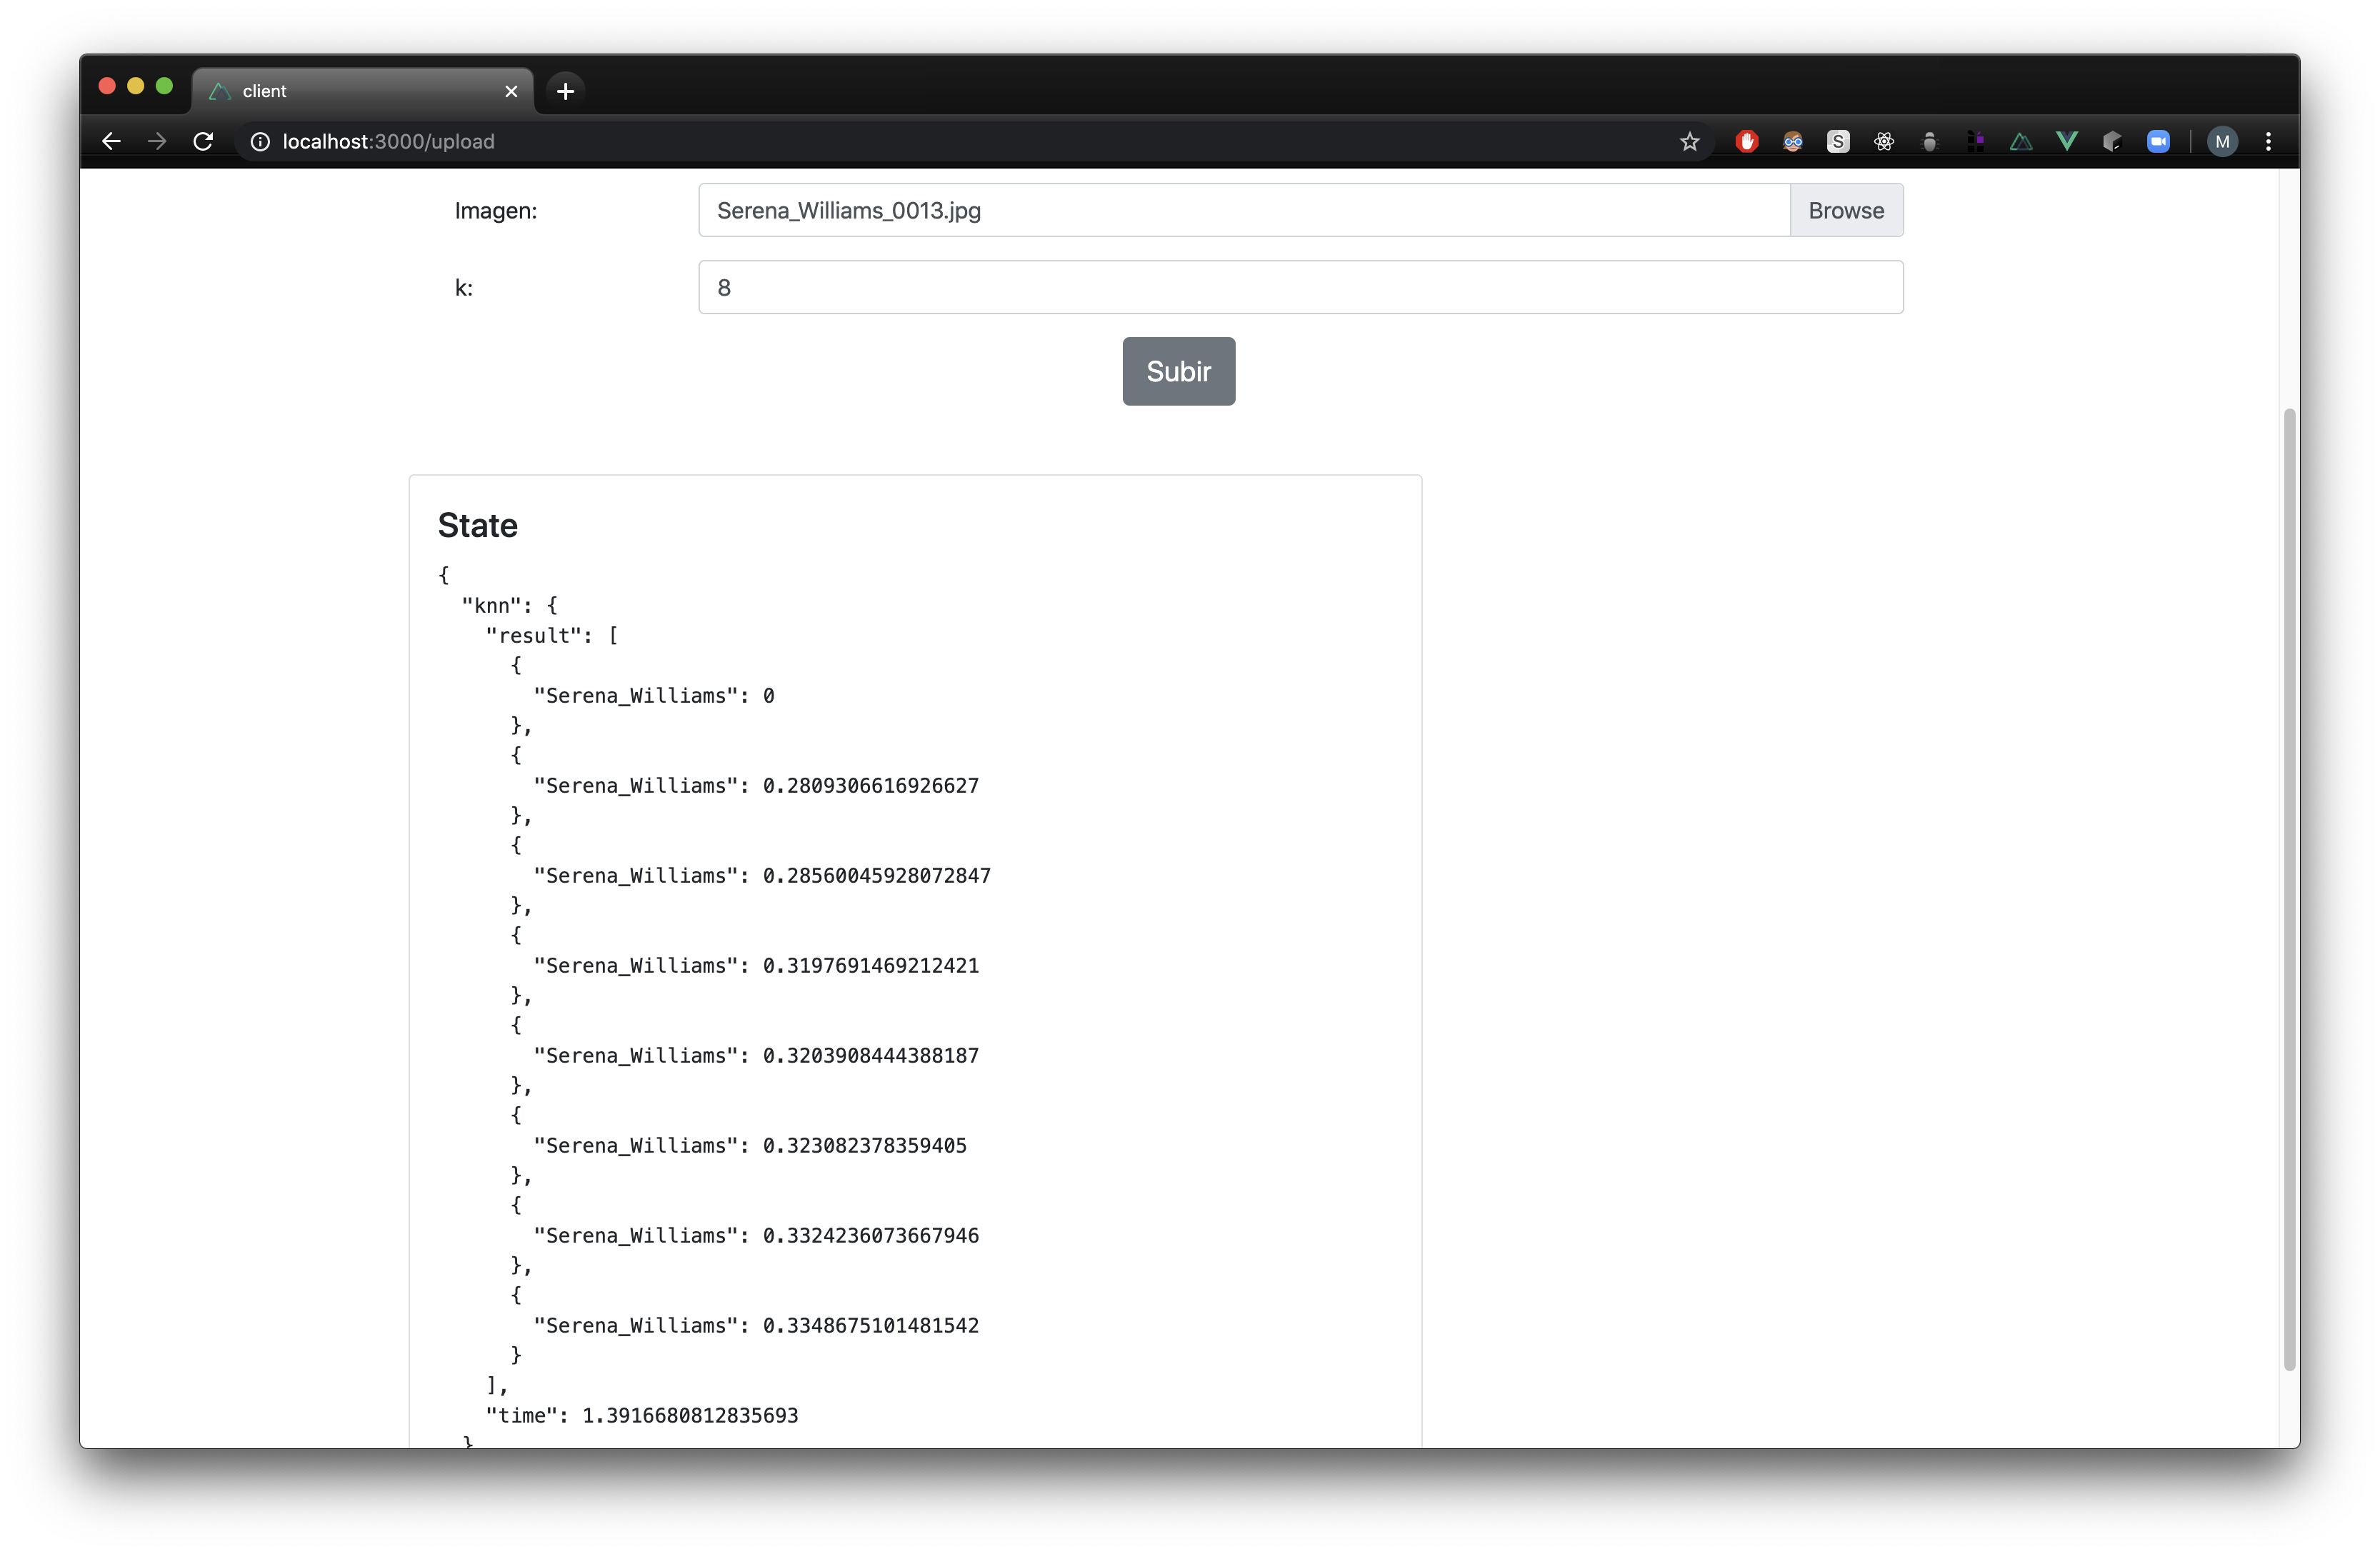 client
localhost:3000/upload
M
Imagen:
Serena_Williams_0013.jpg
Browse
k:
8
Subir
State
{
"knn": {
"result": [
{
"Serena_Williams": 0
},
{
"Serena_Williams": 0.2809306616926627
},
{
"Serena_Williams": 0.28560045928072847
},
{
"Serena_Williams": 0.3197691469212421
},
{
"Serena_Williams": 0.3203908444388187
},
{
"Serena_Williams": 0.323082378359405
},
{
"Serena_Williams": 0.3324236073667946
},
{
"Serena_Williams": 0.3348675101481542
}
],
"time": 1.3916680812835693
}